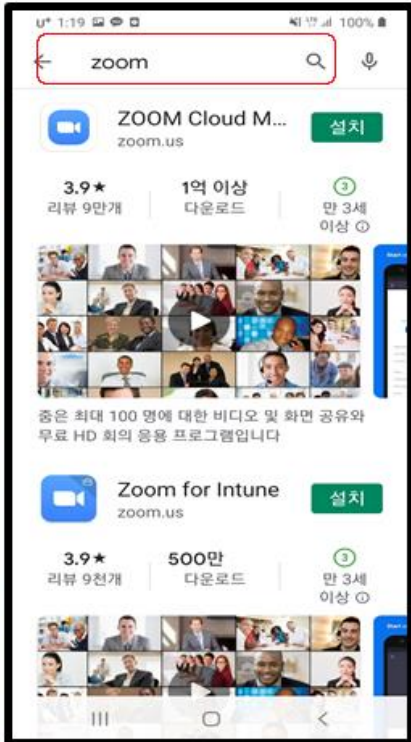 U+ 1:19 100%
zoom
ZOOM Cloud M...
zoom.us
설치
3.9★ 1억 이상 ③
리뷰 9만개 다운로드 만 3세
이상
줌은 최대 100 명에 대한 비디오 및 화면 공유와
무료 HD 회의 응용 프로그램입니다
Zoom for Intune
zoom.us
설치
3.9★ 500만 ③
리뷰 9천개 다운로드 만 3세
이상